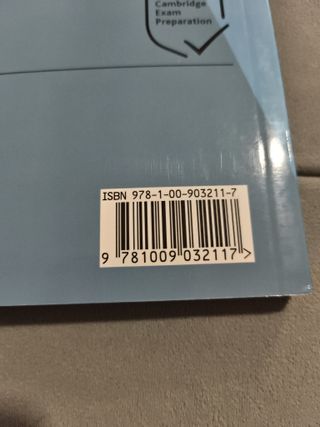 Cambridge
Exam
Preparation
ISBN 978-1-00-903211-7
9 781009 032117 >